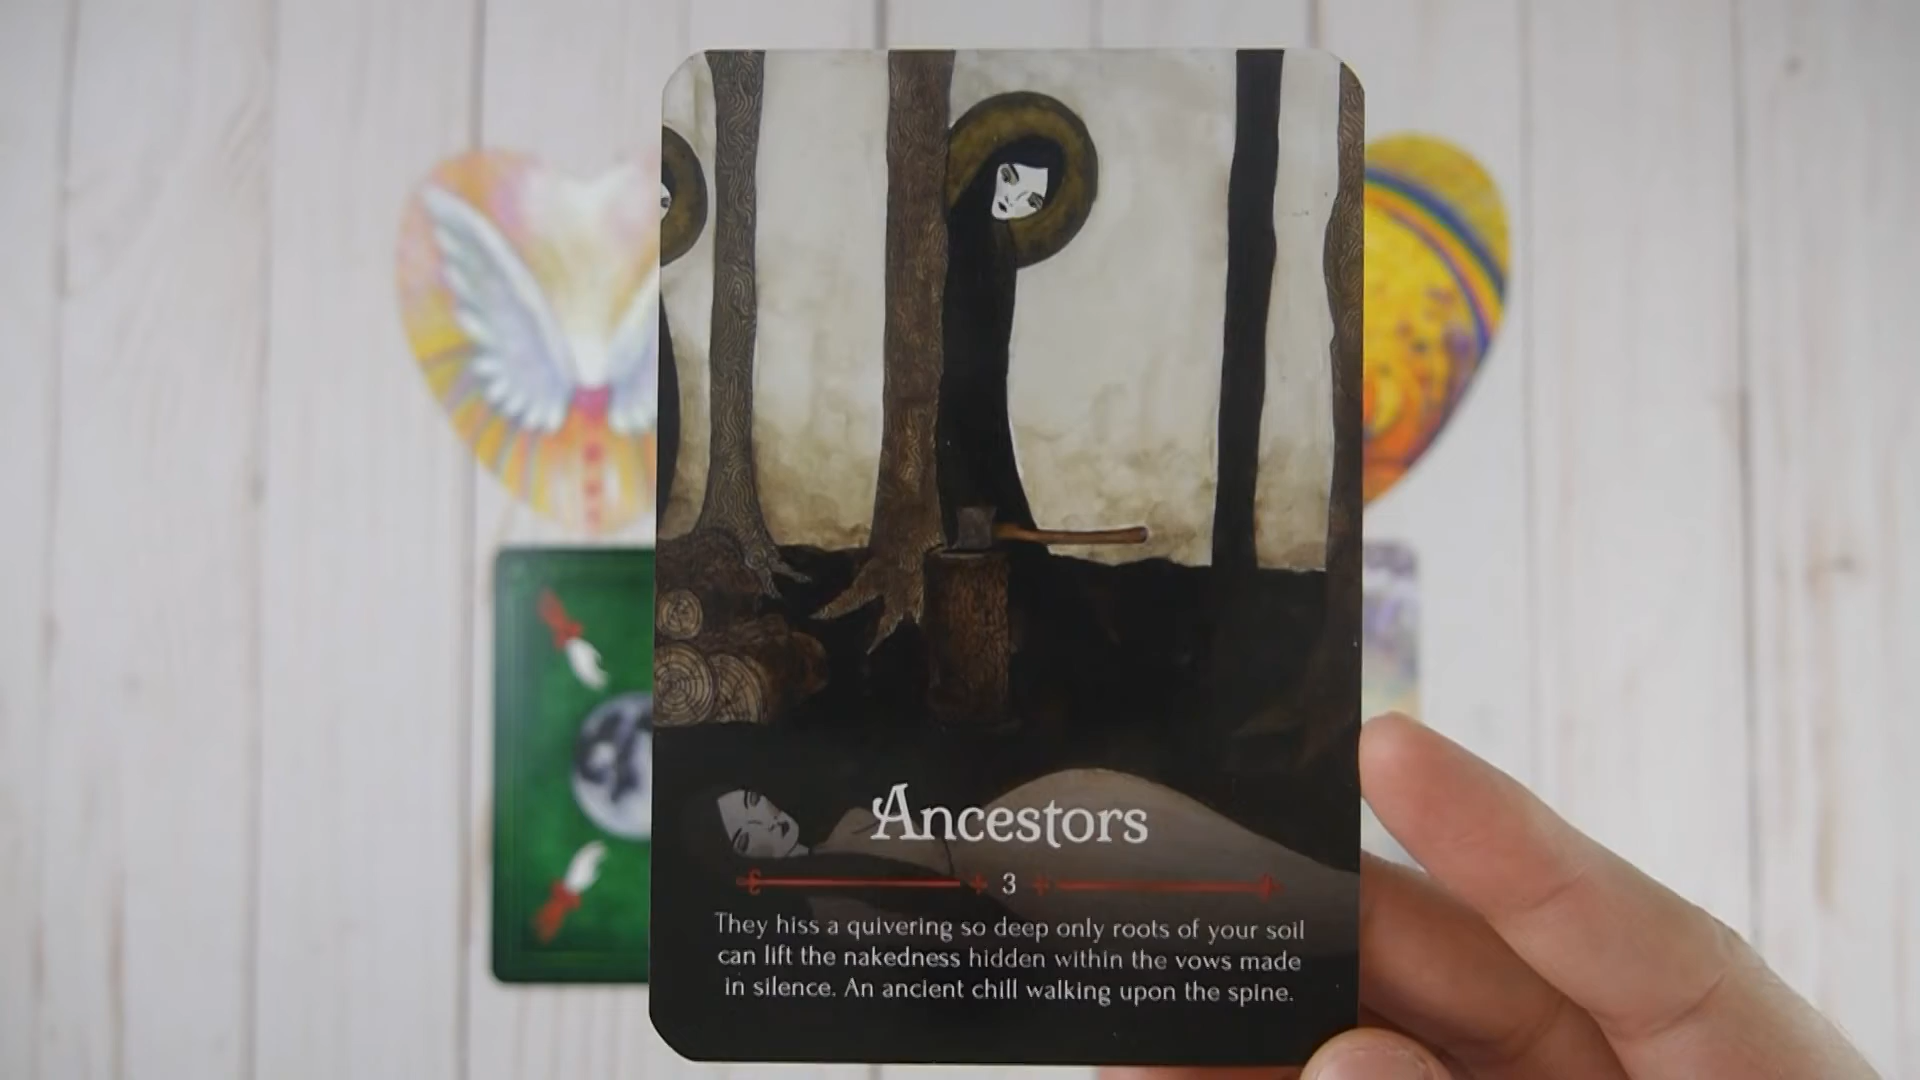 Ancestors
3
They hiss a quivering so deep only roots of your soil
can lift the nakedness hidden within the vows made
in silence. An ancient chill walking upon the spine.